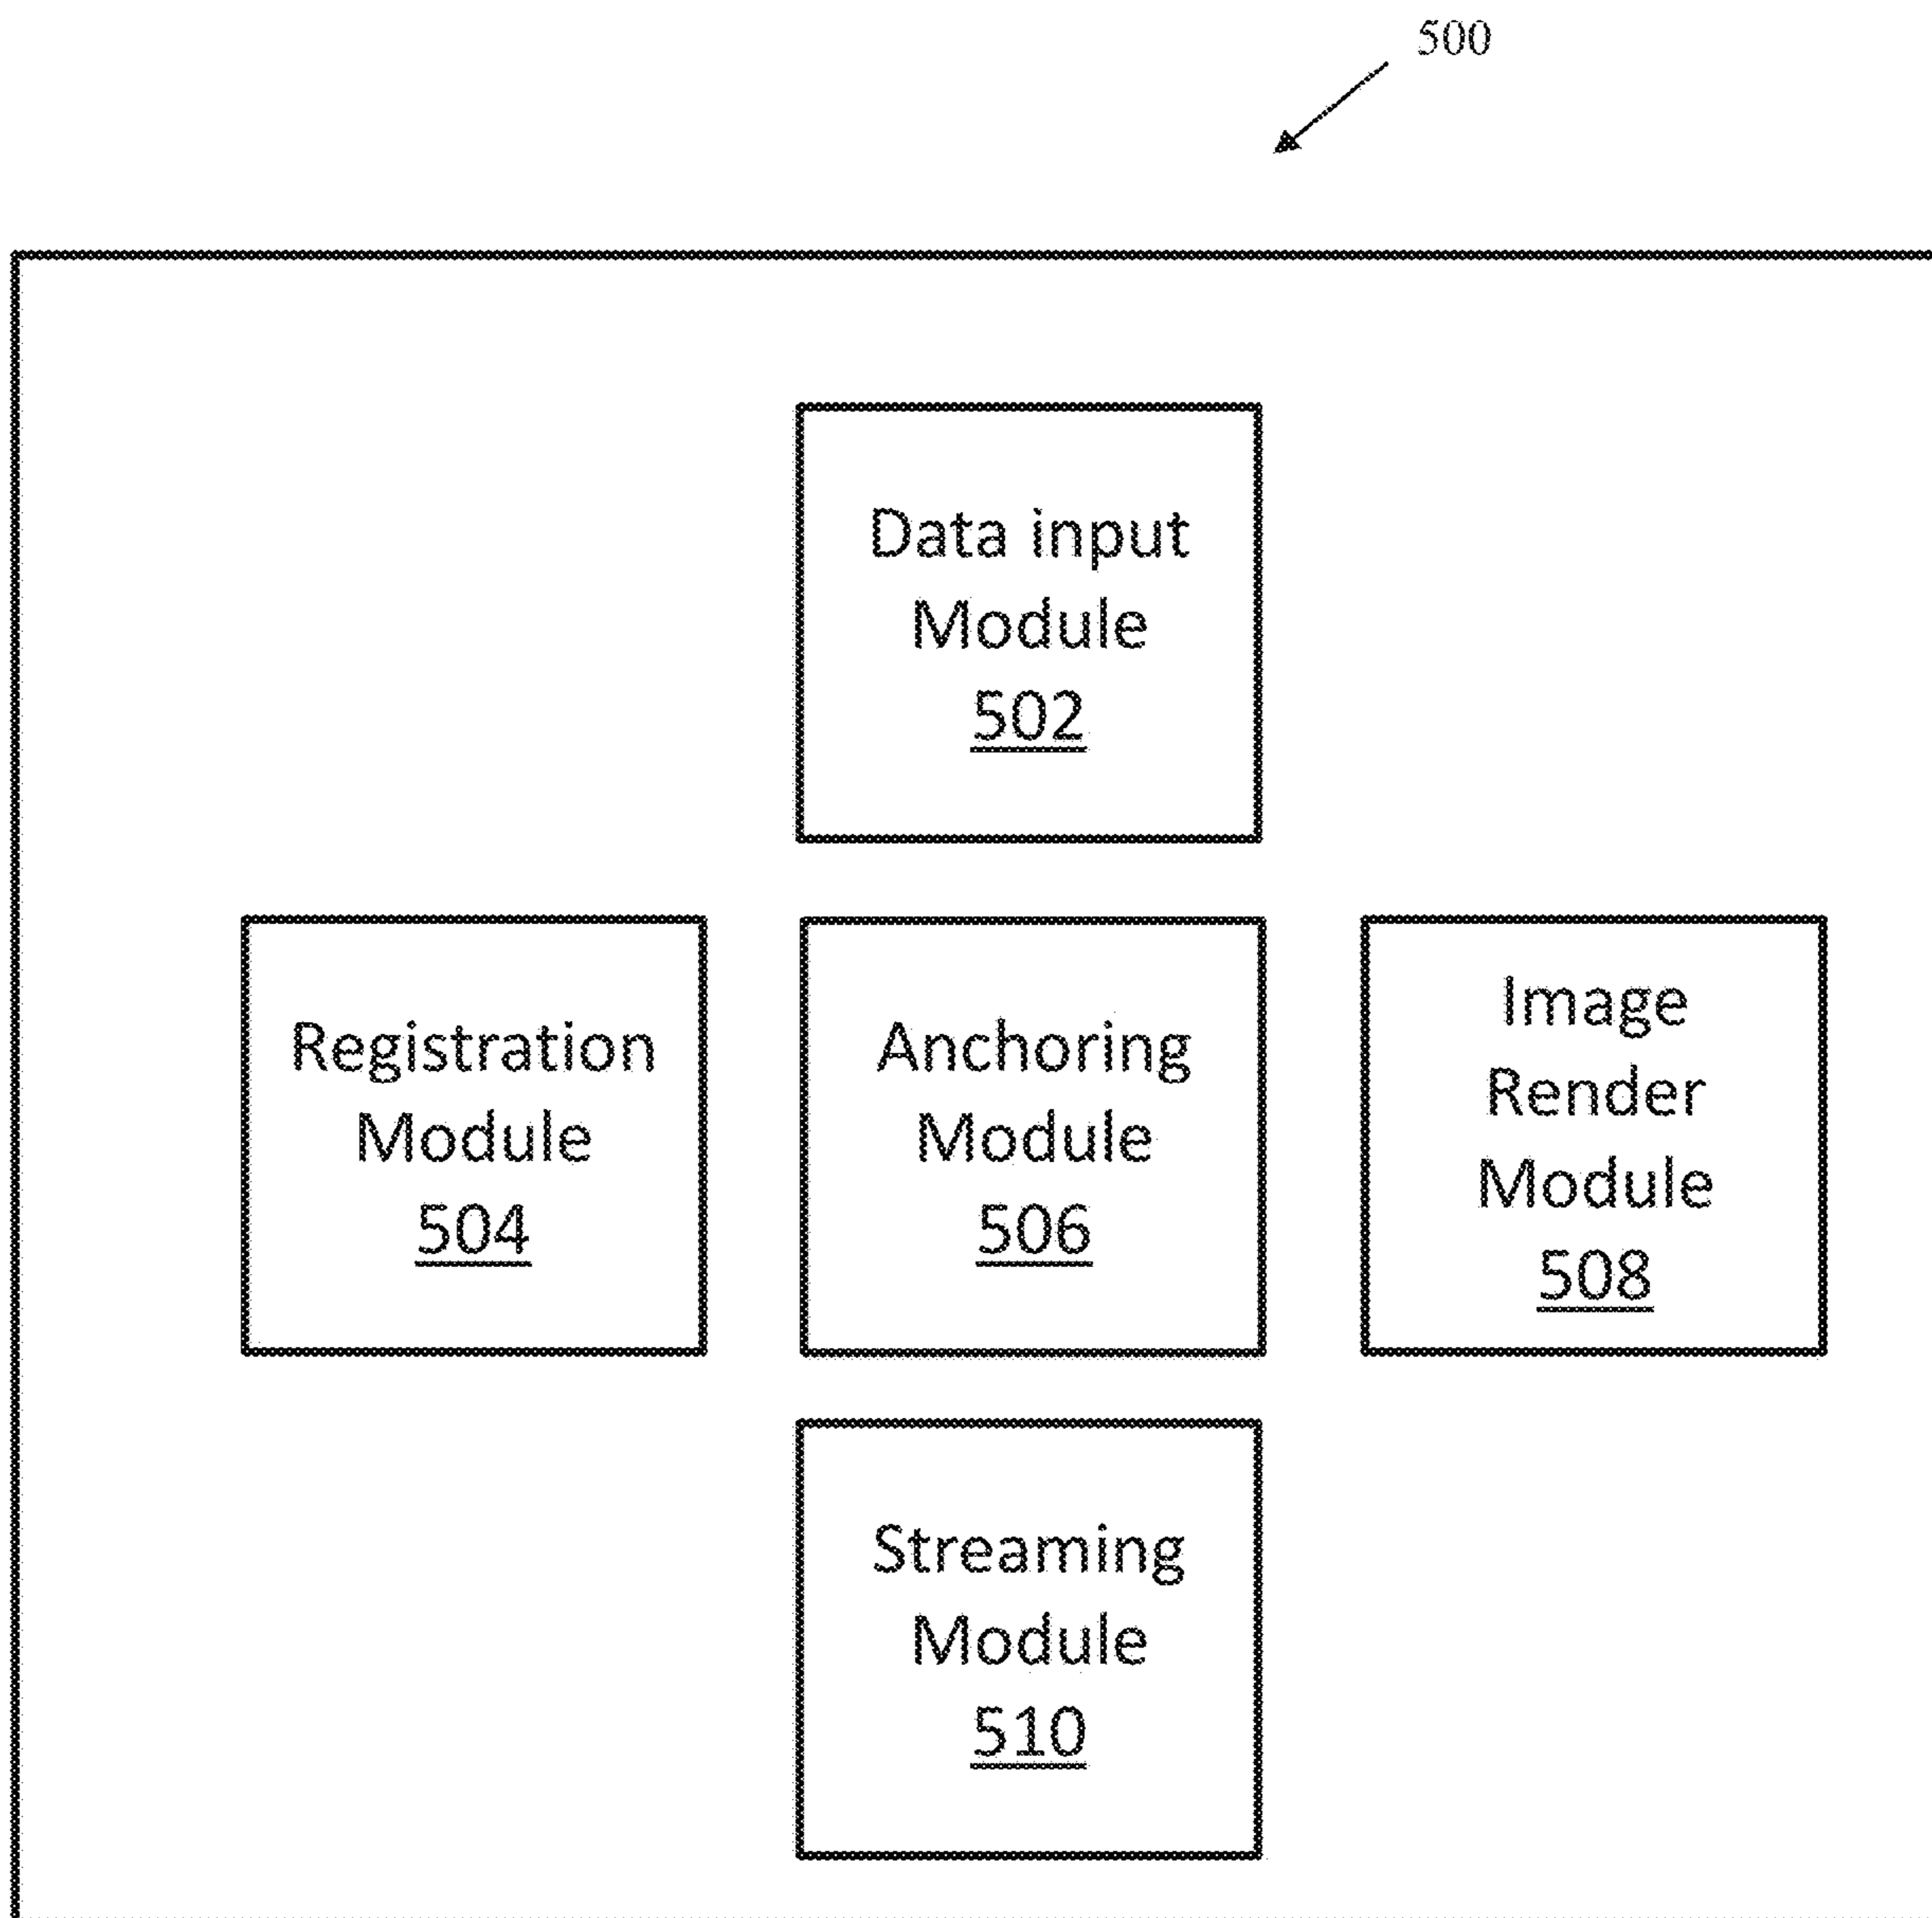 500
Data input
Module
502
Registration
Module
504
Anchoring
Module
506
Image
Render
Module
508
Streaming
Module
510